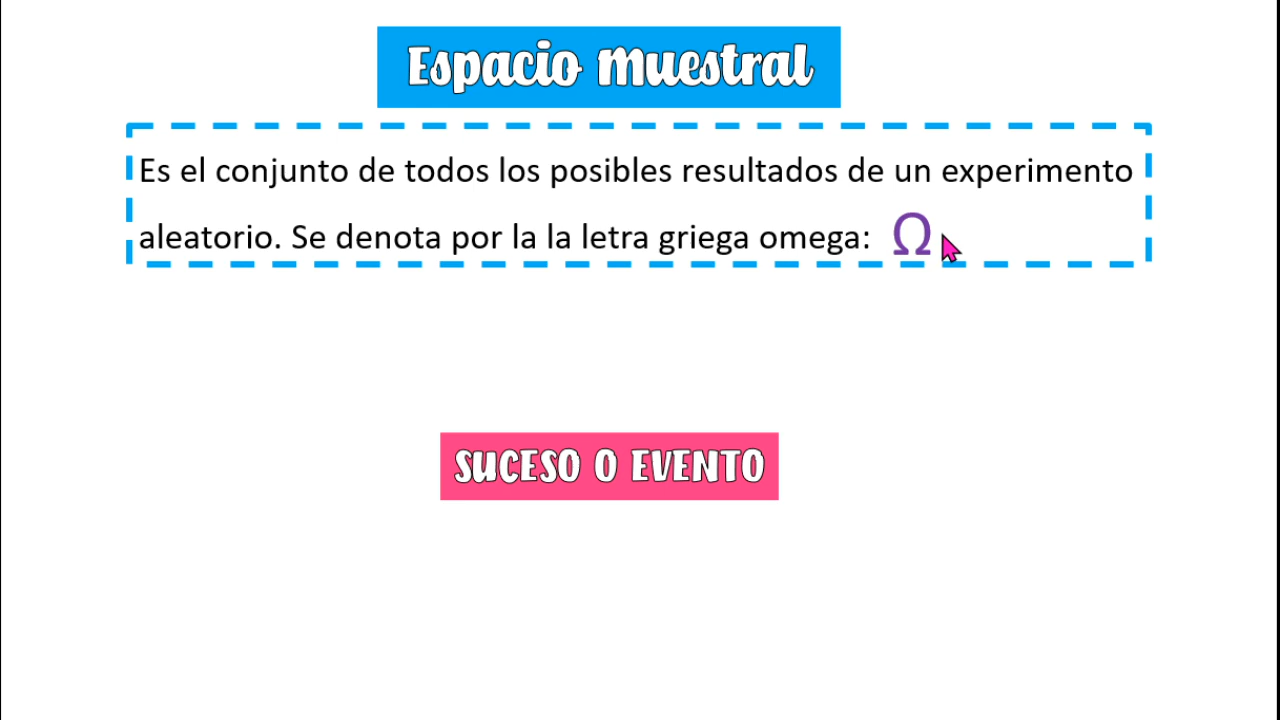 Espacio muestral
Es el conjunto de todos los posibles resultados de un experimento
aleatorio. Se denota por la la letra griega omega: Ω
SUCESO O EVENTO